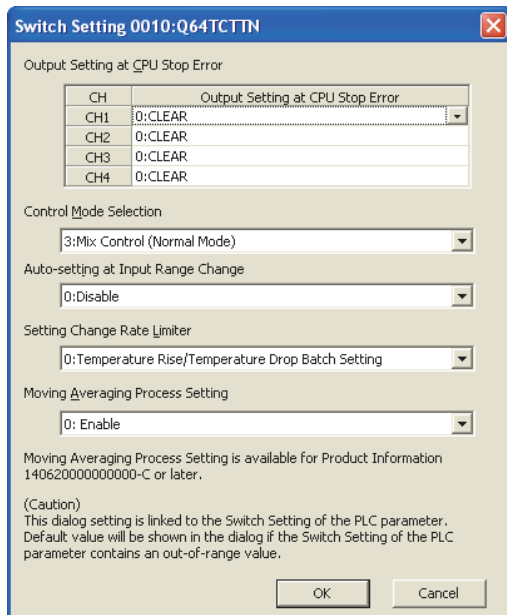 Switch Setting 0010:Q64TCTTN
Output Setting at CPU Stop Error
CH Output Setting at CPU Stop Error
CH1 0:CLEAR
CH2 0:CLEAR
CH3 0:CLEAR
CH4 0:CLEAR
Control Mode Selection
3:Mix Control (Normal Mode)
Auto-setting at Input Range Change
0:Disable
Setting Change Rate Limiter
0:Temperature Rise/Temperature Drop Batch Setting
Moving Averaging Process Setting
0: Enable
Moving Averaging Process Setting is available for Product Information
140620000000000-C or later.
(Caution)
This dialog setting is linked to the Switch Setting of the PLC parameter.
Default value will be shown in the dialog if the Switch Setting of the PLC
parameter contains an out-of-range value.
OK Cancel